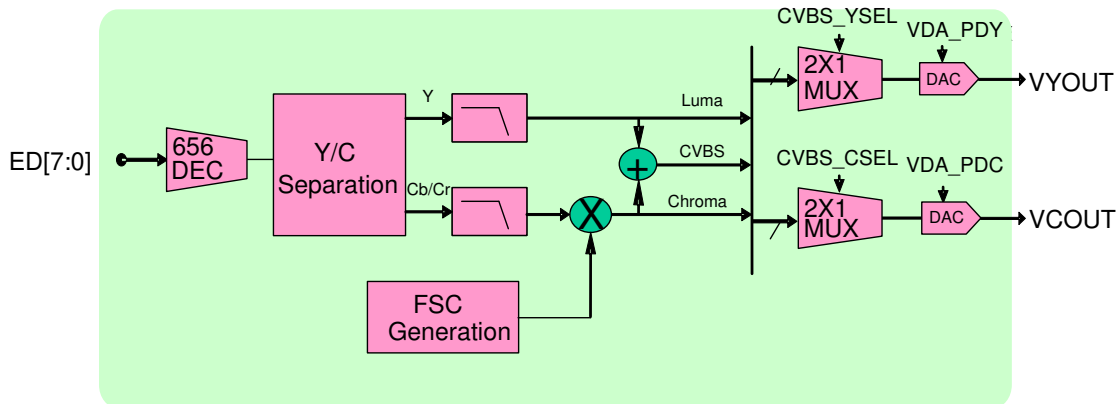 CVBS_YSEL
VDA_PDY
2X1
MUX
DAC
VYOUT
Y
Luma
656
DEC
ED[7:0]
Y/C
Separation
+
CVBS
CVBS_CSEL
VDA_PDC
Cb/Cr
X
Chroma
2X1
MUX
DAC
VCOUT
FSC
Generation